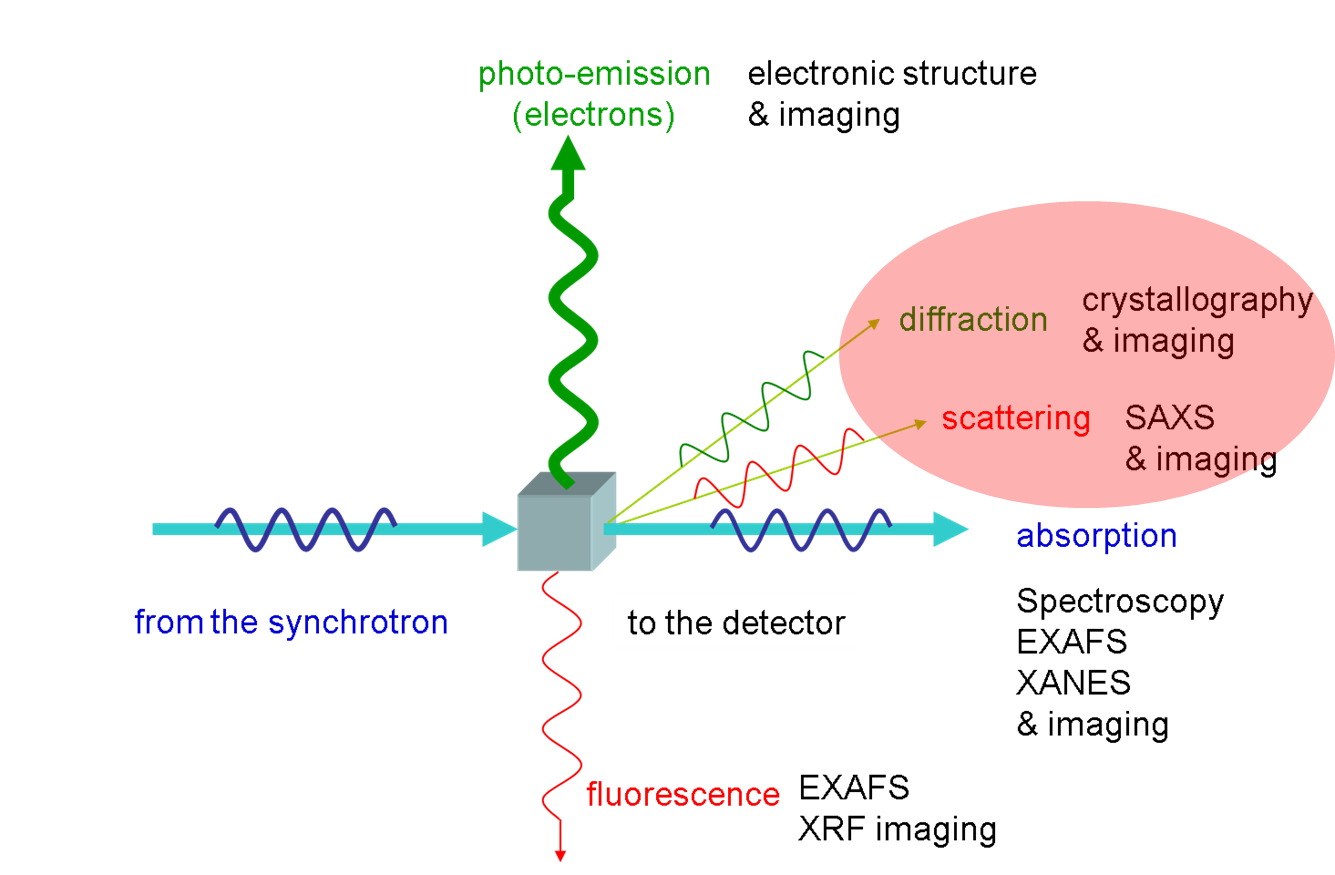 photo-emission
(electrons)
electronic structure
& imaging
diffraction
crystallography
& imaging
scattering
SAXS
& imaging
absorption
Spectroscopy
EXAFS
XANES
& imaging
from the synchrotron
to the detector
fluorescence
EXAFS
XRF imaging